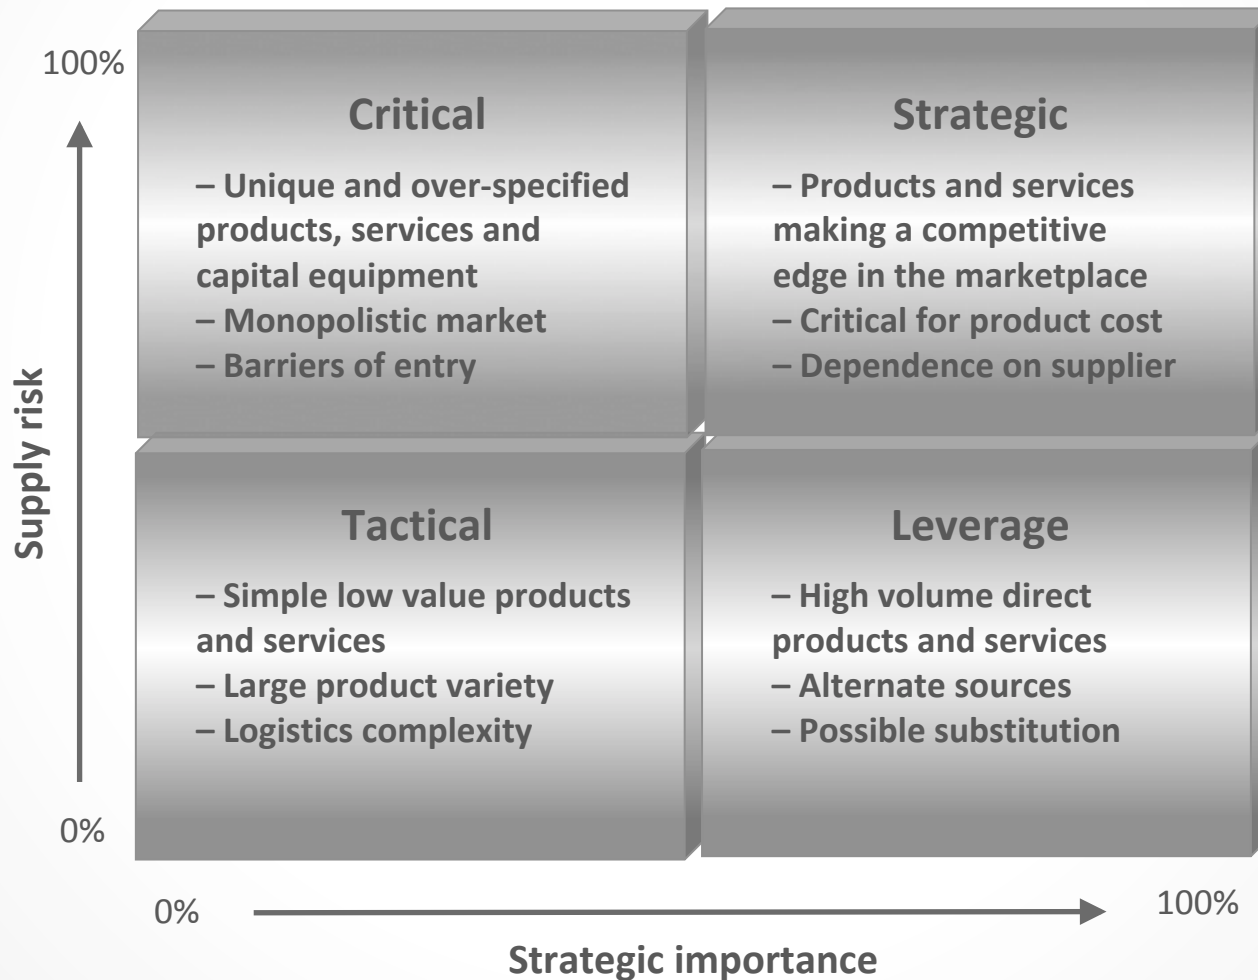 100%
Critical
– Unique and over-specified
products, services and
capital equipment
– Monopolistic market
– Barriers of entry
Strategic
– Products and services
making a competitive
edge in the marketplace
– Critical for product cost
– Dependence on supplier
Supply risk
Tactical
– Simple low value products
and services
– Large product variety
– Logistics complexity
Leverage
– High volume direct
products and services
– Alternate sources
– Possible substitution
0%
0%
100%
Strategic importance